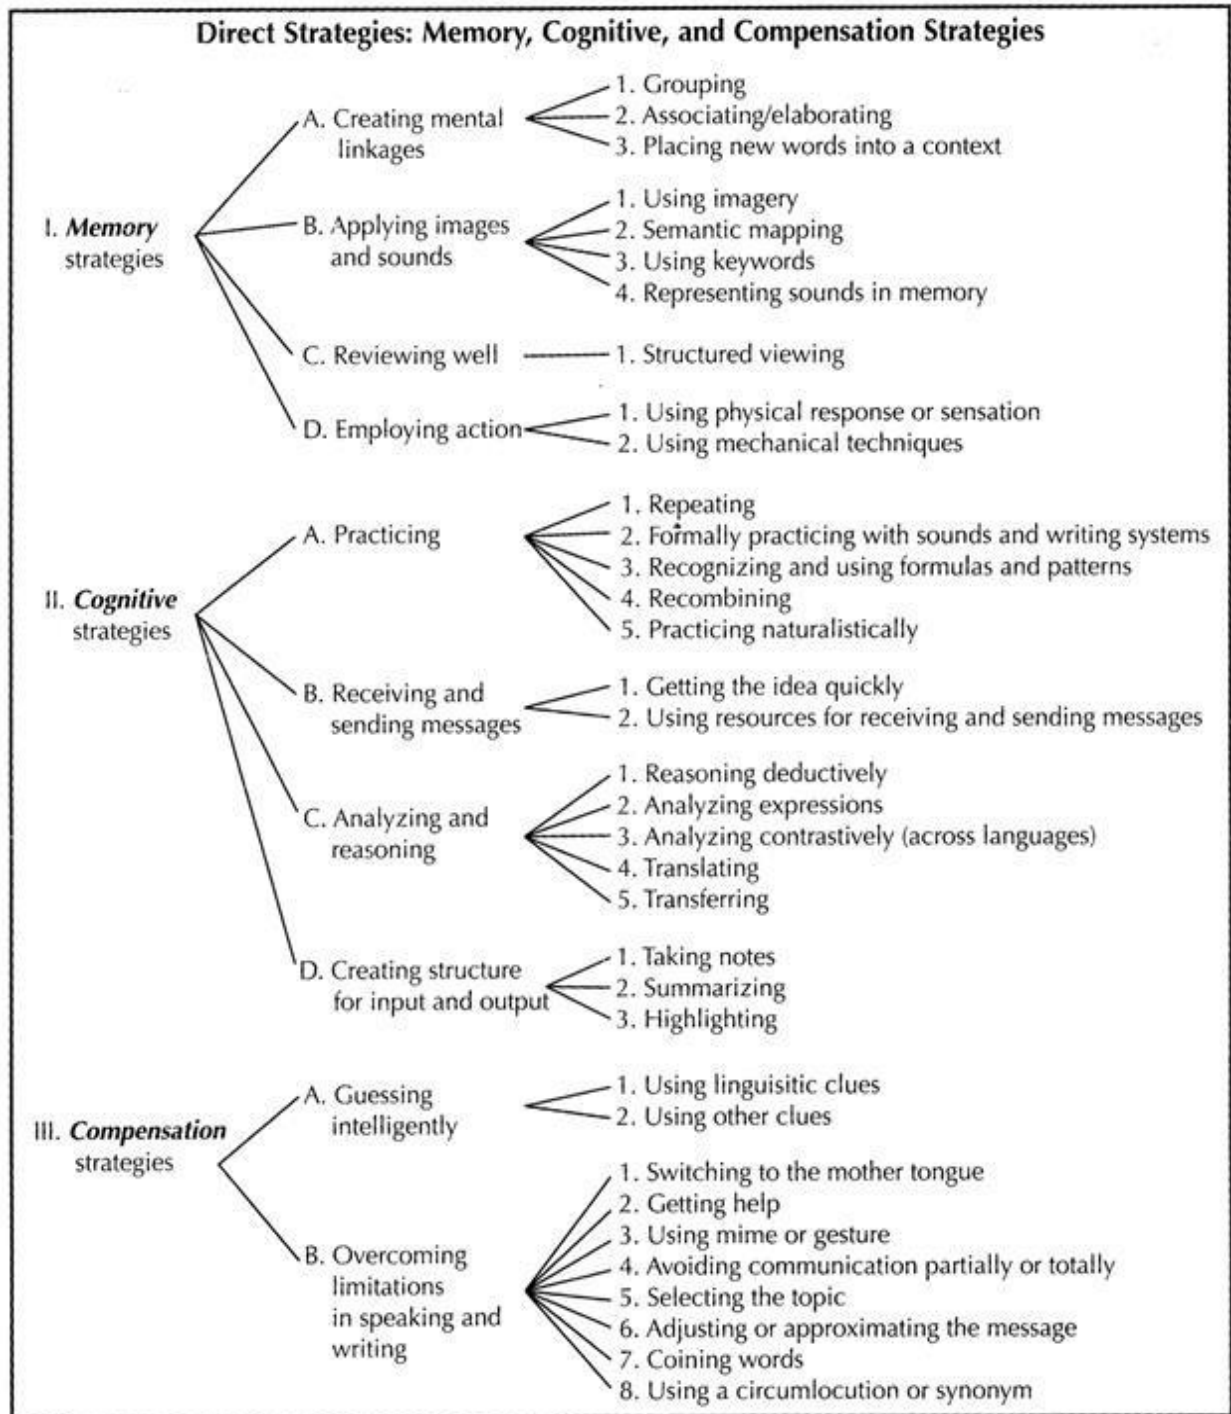 Direct Strategies: Memory, Cognitive, and Compensation Strategies
I. Memory
strategies
A. Creating mental
linkages
1. Grouping
2. Associating/elaborating
3. Placing new words into a context
B. Applying images
and sounds
1. Using imagery
2. Semantic mapping
3. Using keywords
4. Representing sounds in memory
C. Reviewing well
1. Structured viewing
D. Employing action
1. Using physical response or sensation
2. Using mechanical techniques
II. Cognitive
strategies
A. Practicing
1. Repeating
2. Formally practicing with sounds and writing systems
3. Recognizing and using formulas and patterns
4. Recombining
5. Practicing naturalistically
B. Receiving and
sending messages
1. Getting the idea quickly
2. Using resources for receiving and sending messages
C. Analyzing and
reasoning
1. Reasoning deductively
2. Analyzing expressions
3. Analyzing contrastively (across languages)
4. Translating
5. Transferring
D. Creating structure
for input and output
1. Taking notes
2. Summarizing
3. Highlighting
III. Compensation
strategies
A. Guessing
intelligently
1. Using linguisitic clues
2. Using other clues
B. Overcoming
limitations
in speaking and
writing
1. Switching to the mother tongue
2. Getting help
3. Using mime or gesture
4. Avoiding communication partially or totally
5. Selecting the topic
6. Adjusting or approximating the message
7. Coining words
8. Using a circumlocution or synonym